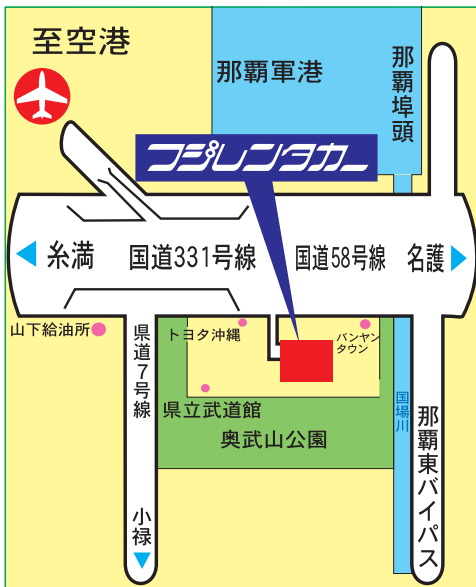 至空港
那覇軍港
那覇埠頭
フジレンタカー
糸満
国道331号線
国道58号線
名護
山下給油所
県道7号線
トヨタ沖縄
バンヤン
タウン
県立武道館
奥武山公園
国場川
那覇東バイパス
小禄